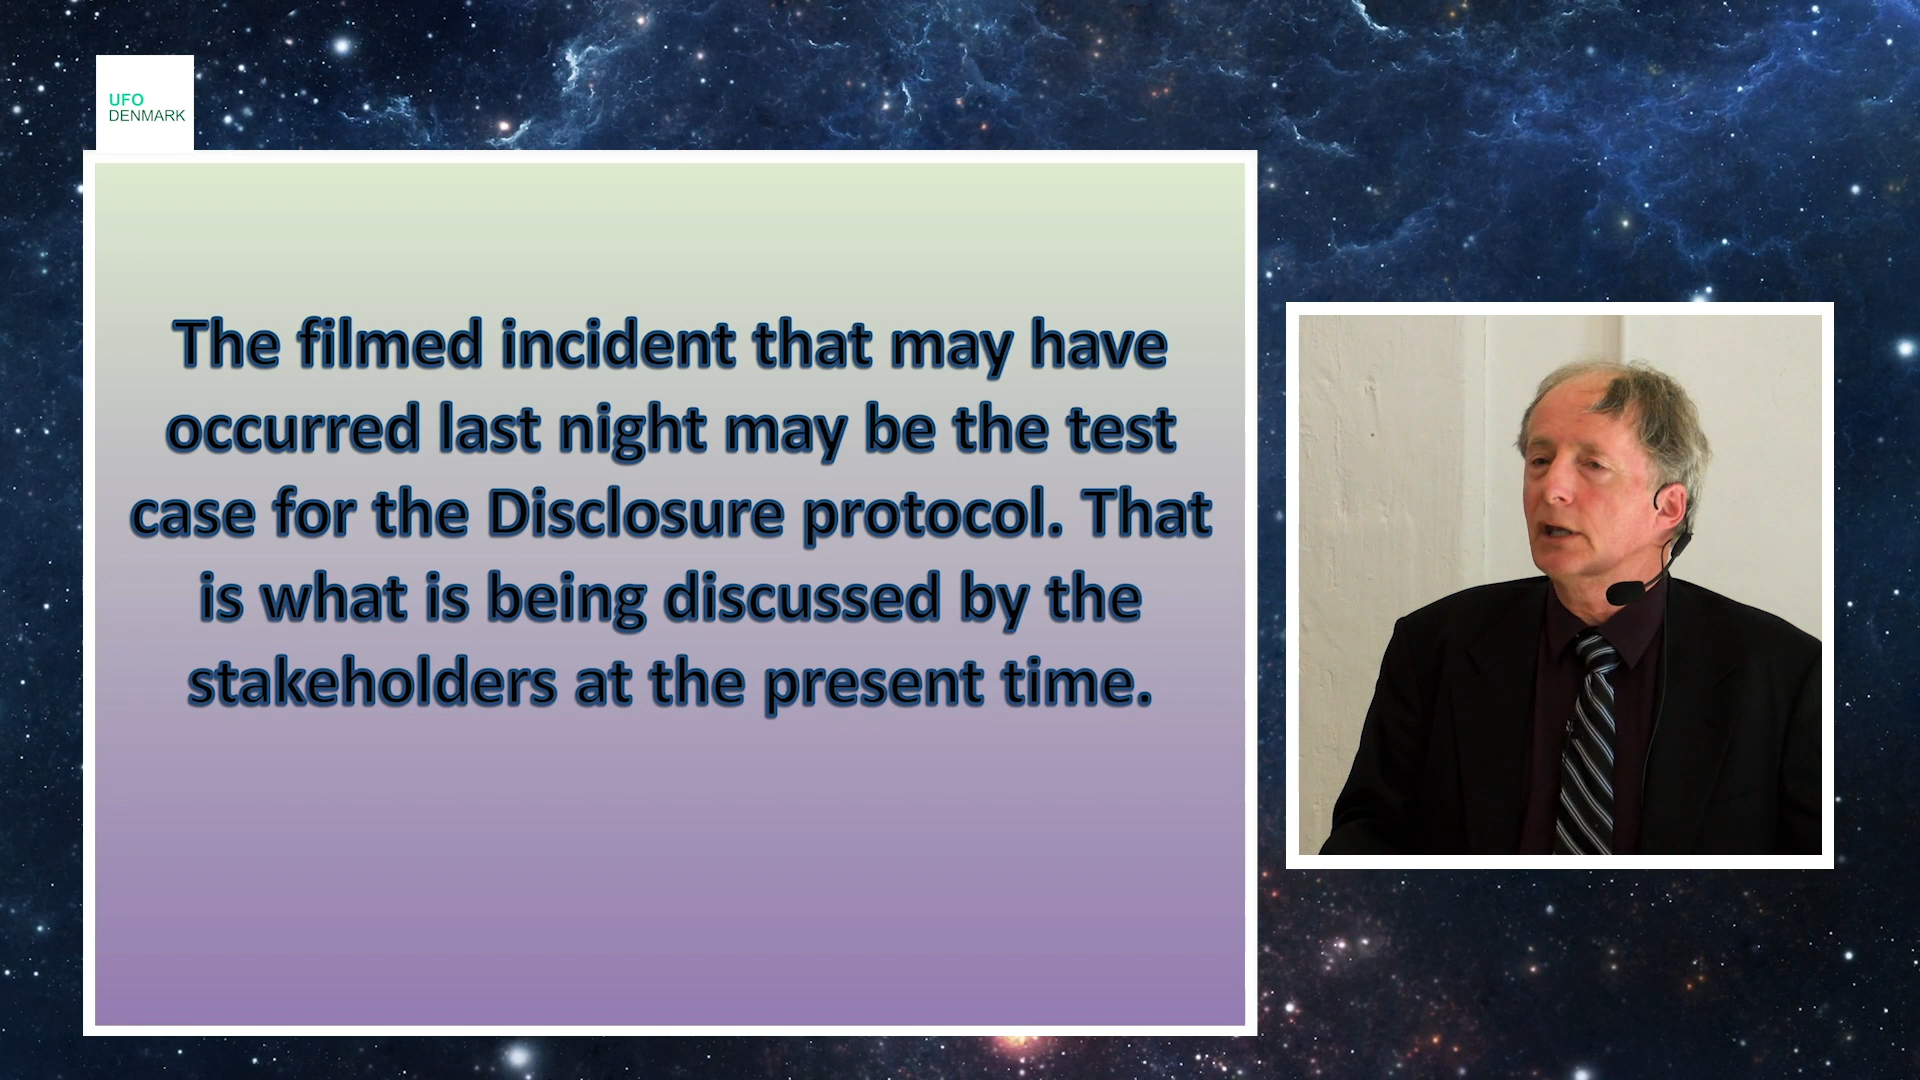 UFO
DENMARK
The filmed incident that may have
occurred last night may be the test
case for the Disclosure protocol. That
is what is being discussed by the
stakeholders at the present time.